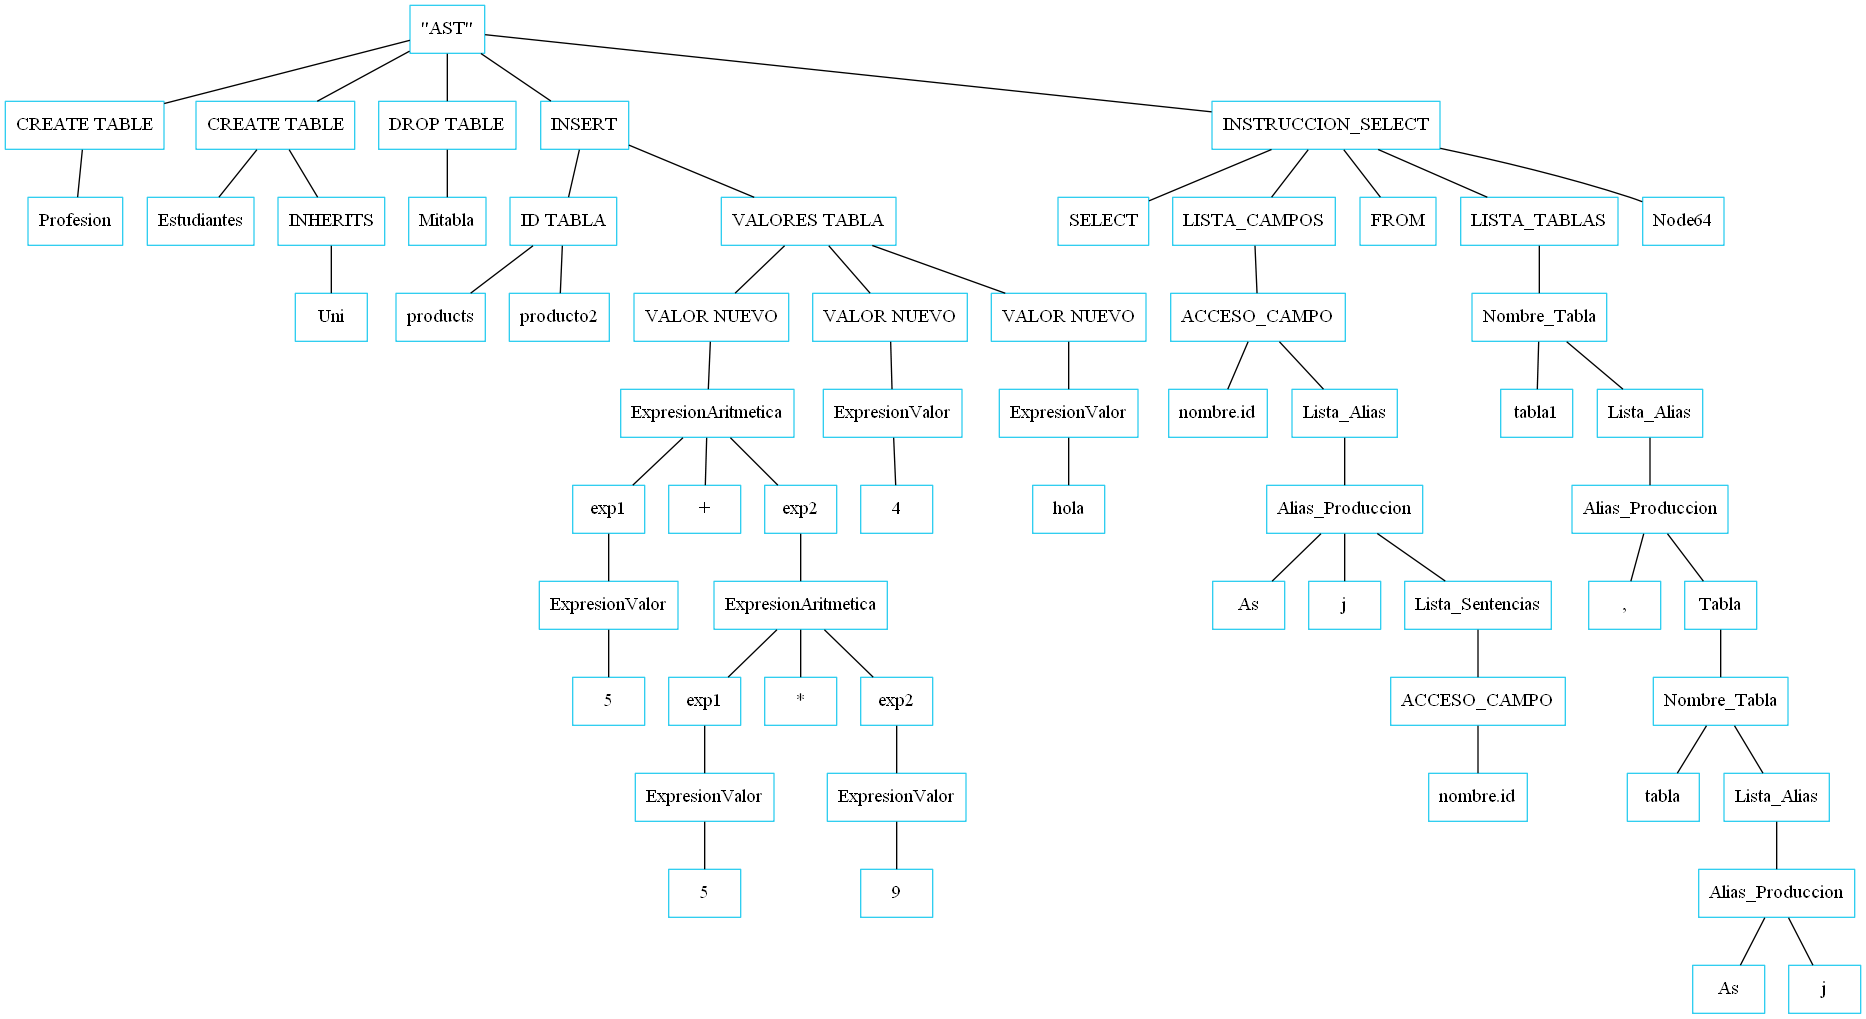 "AST"
CREATE TABLE
CREATE TABLE
DROP TABLE
INSERT
INSTRUCCION_SELECT
Profesion
Estudiantes
INHERITS
Mitabla
ID TABLA
VALORES TABLA
SELECT
LISTA_CAMPOS
FROM
LISTA_TABLAS
Node64
Uni
products
producto2
VALOR NUEVO
VALOR NUEVO
VALOR NUEVO
ACCESO_CAMPO
Nombre_Tabla
ExpresionAritmetica
ExpresionValor
ExpresionValor
nombre.id
Lista_Alias
tabla1
Lista_Alias
exp1
+
exp2
4
hola
Alias_Produccion
Alias_Produccion
ExpresionValor
ExpresionAritmetica
As
j
Lista_Sentencias
,
Tabla
5
exp1
*
exp2
ACCESO_CAMPO
Nombre_Tabla
ExpresionValor
ExpresionValor
nombre.id
tabla
Lista_Alias
5
9
Alias_Produccion
As
j